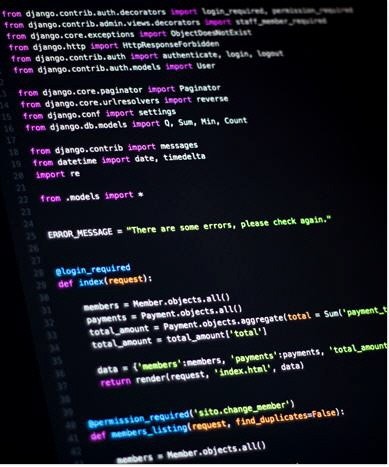 from django.contrib.auth.decorators import login_required, permission_required
from django.contrib.admin.views.decorators import staff_member_required
from django.core.exceptions import ObjectDoesNotExist
from django.http import HttpResponseForbidden
from django.contrib.auth import authenticate, login, logout
from django.contrib.auth.models import User
from django.core.paginator import Paginator
from django.core.urlresolvers import reverse
from django.conf import settings
from django.db.models import Q, Sum, Min, Count
from django.contrib import messages
from datetime import date, timedelta
import re
from .models import *
ERROR_MESSAGE = "There are some errors, please check again."
@login_required
def index(request):
members = Member.objects.all()
payments = Payment.objects.all()
total_amount = Payment.objects.aggregate(total = Sum('payment_t
total_amount = total_amount['total']
data = {'members':members, 'payments':payments, 'total_amount
return render(request, 'index.html', data)
@permission_required('sito.change_member')
def members_listing(request, find_duplicates=False):
members = Member.objects.all()